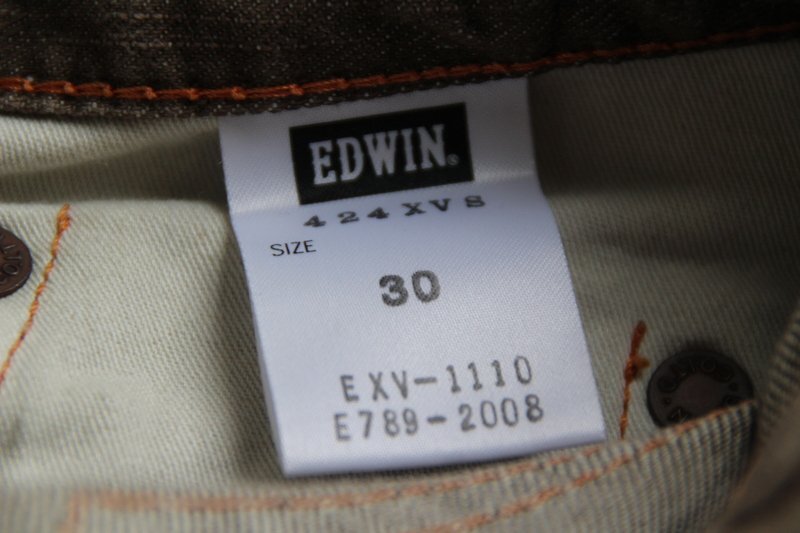 EDWIN®
424XVS
SIZE
30
EXV-1110
E789-2008